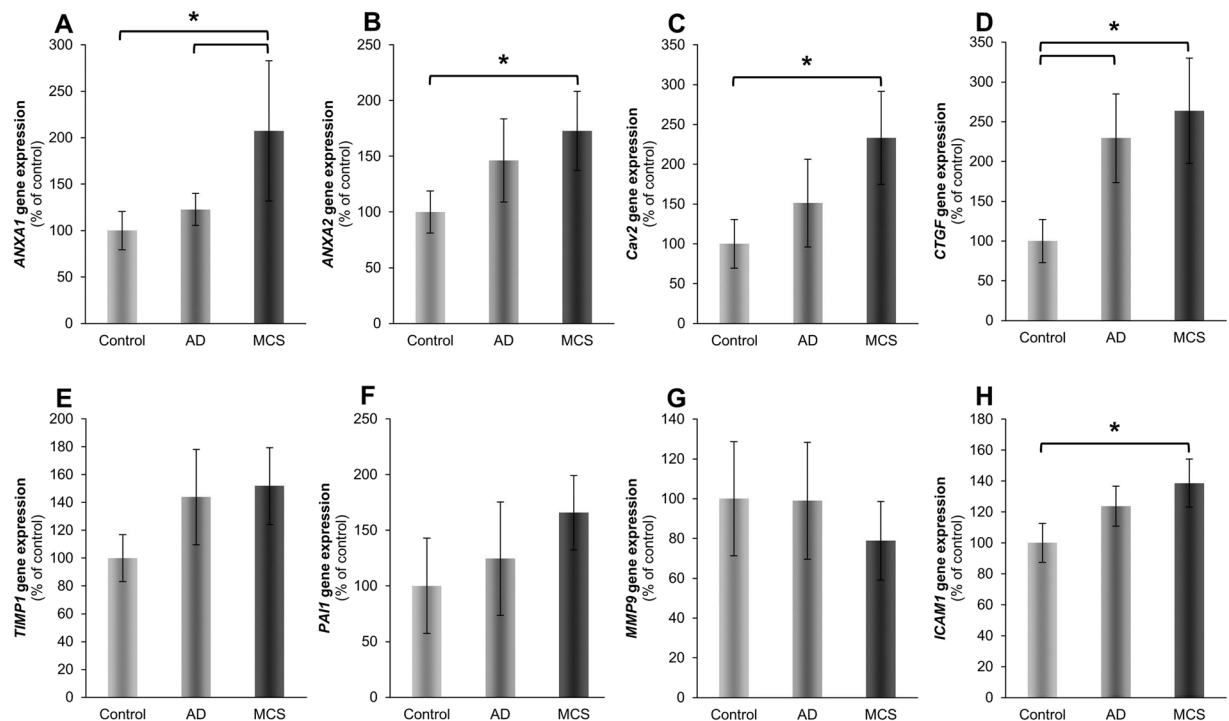 A
*
ANXA1 gene expression
(% of control)
300
250
200
150
100
50
0
Control AD MCS
B
*
ANXA2 gene expression
(% of control)
250
200
150
100
50
0
Control AD MCS
C
*
Cav2 gene expression
(% of control)
350
300
250
200
150
100
50
0
Control AD MCS
D
*
CTGF gene expression
(% of control)
350
300
250
200
150
100
50
0
Control AD MCS
E
TIMP1 gene expression
(% of control)
200
180
160
140
120
100
80
60
40
20
0
Control AD MCS
F
PAI1 gene expression
(% of control)
250
200
150
100
50
0
Control AD MCS
G
MMP9 gene expression
(% of control)
140
120
100
80
60
40
20
0
Control AD MCS
H
*
ICAM1 gene expression
(% of control)
180
160
140
120
100
80
60
40
20
0
Control AD MCS